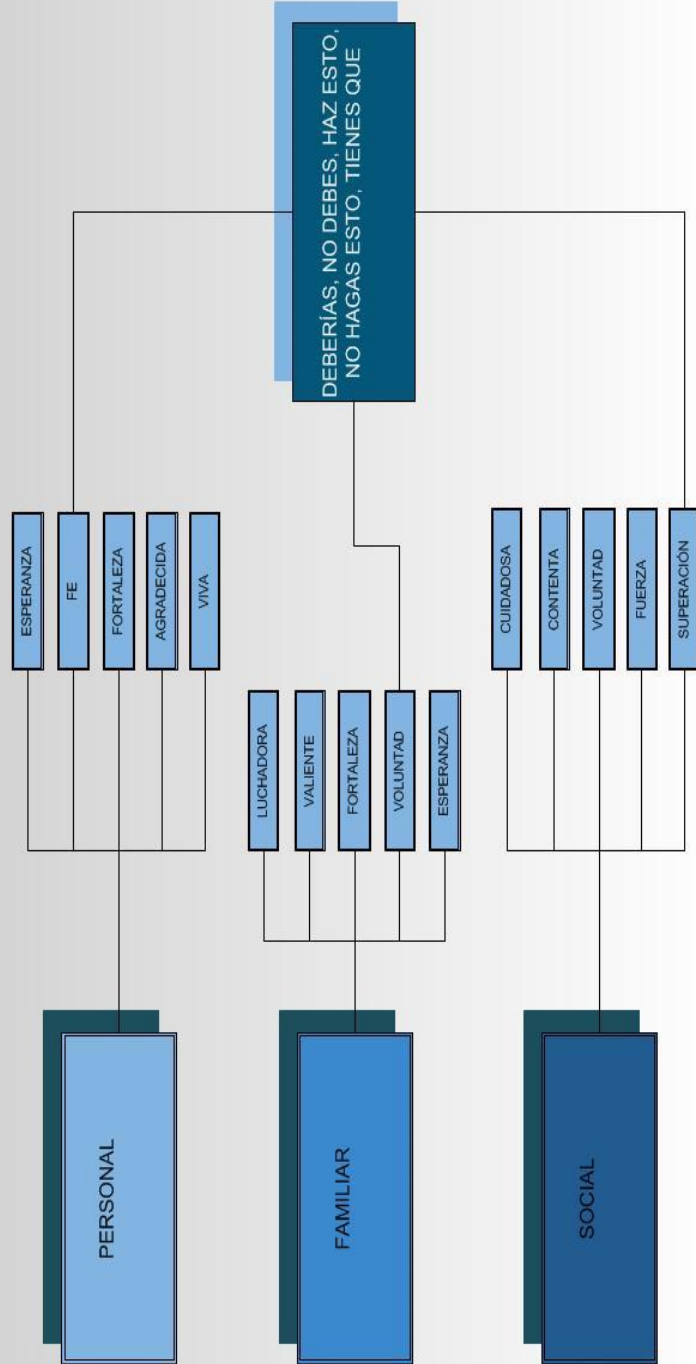 PERSONAL
ESPERANZA
FE
FORTALEZA
AGRADECIDA
VIVA
FAMILIAR
LUCHADORA
VALIENTE
FORTALEZA
VOLUNTAD
ESPERANZA
SOCIAL
CUIDADOSA
CONTENTA
VOLUNTAD
FUERZA
SUPERACIÓN
DEBERÍAS, NO DEBES, HAZ ESTO,
NO HAGAS ESTO, TIENES QUE